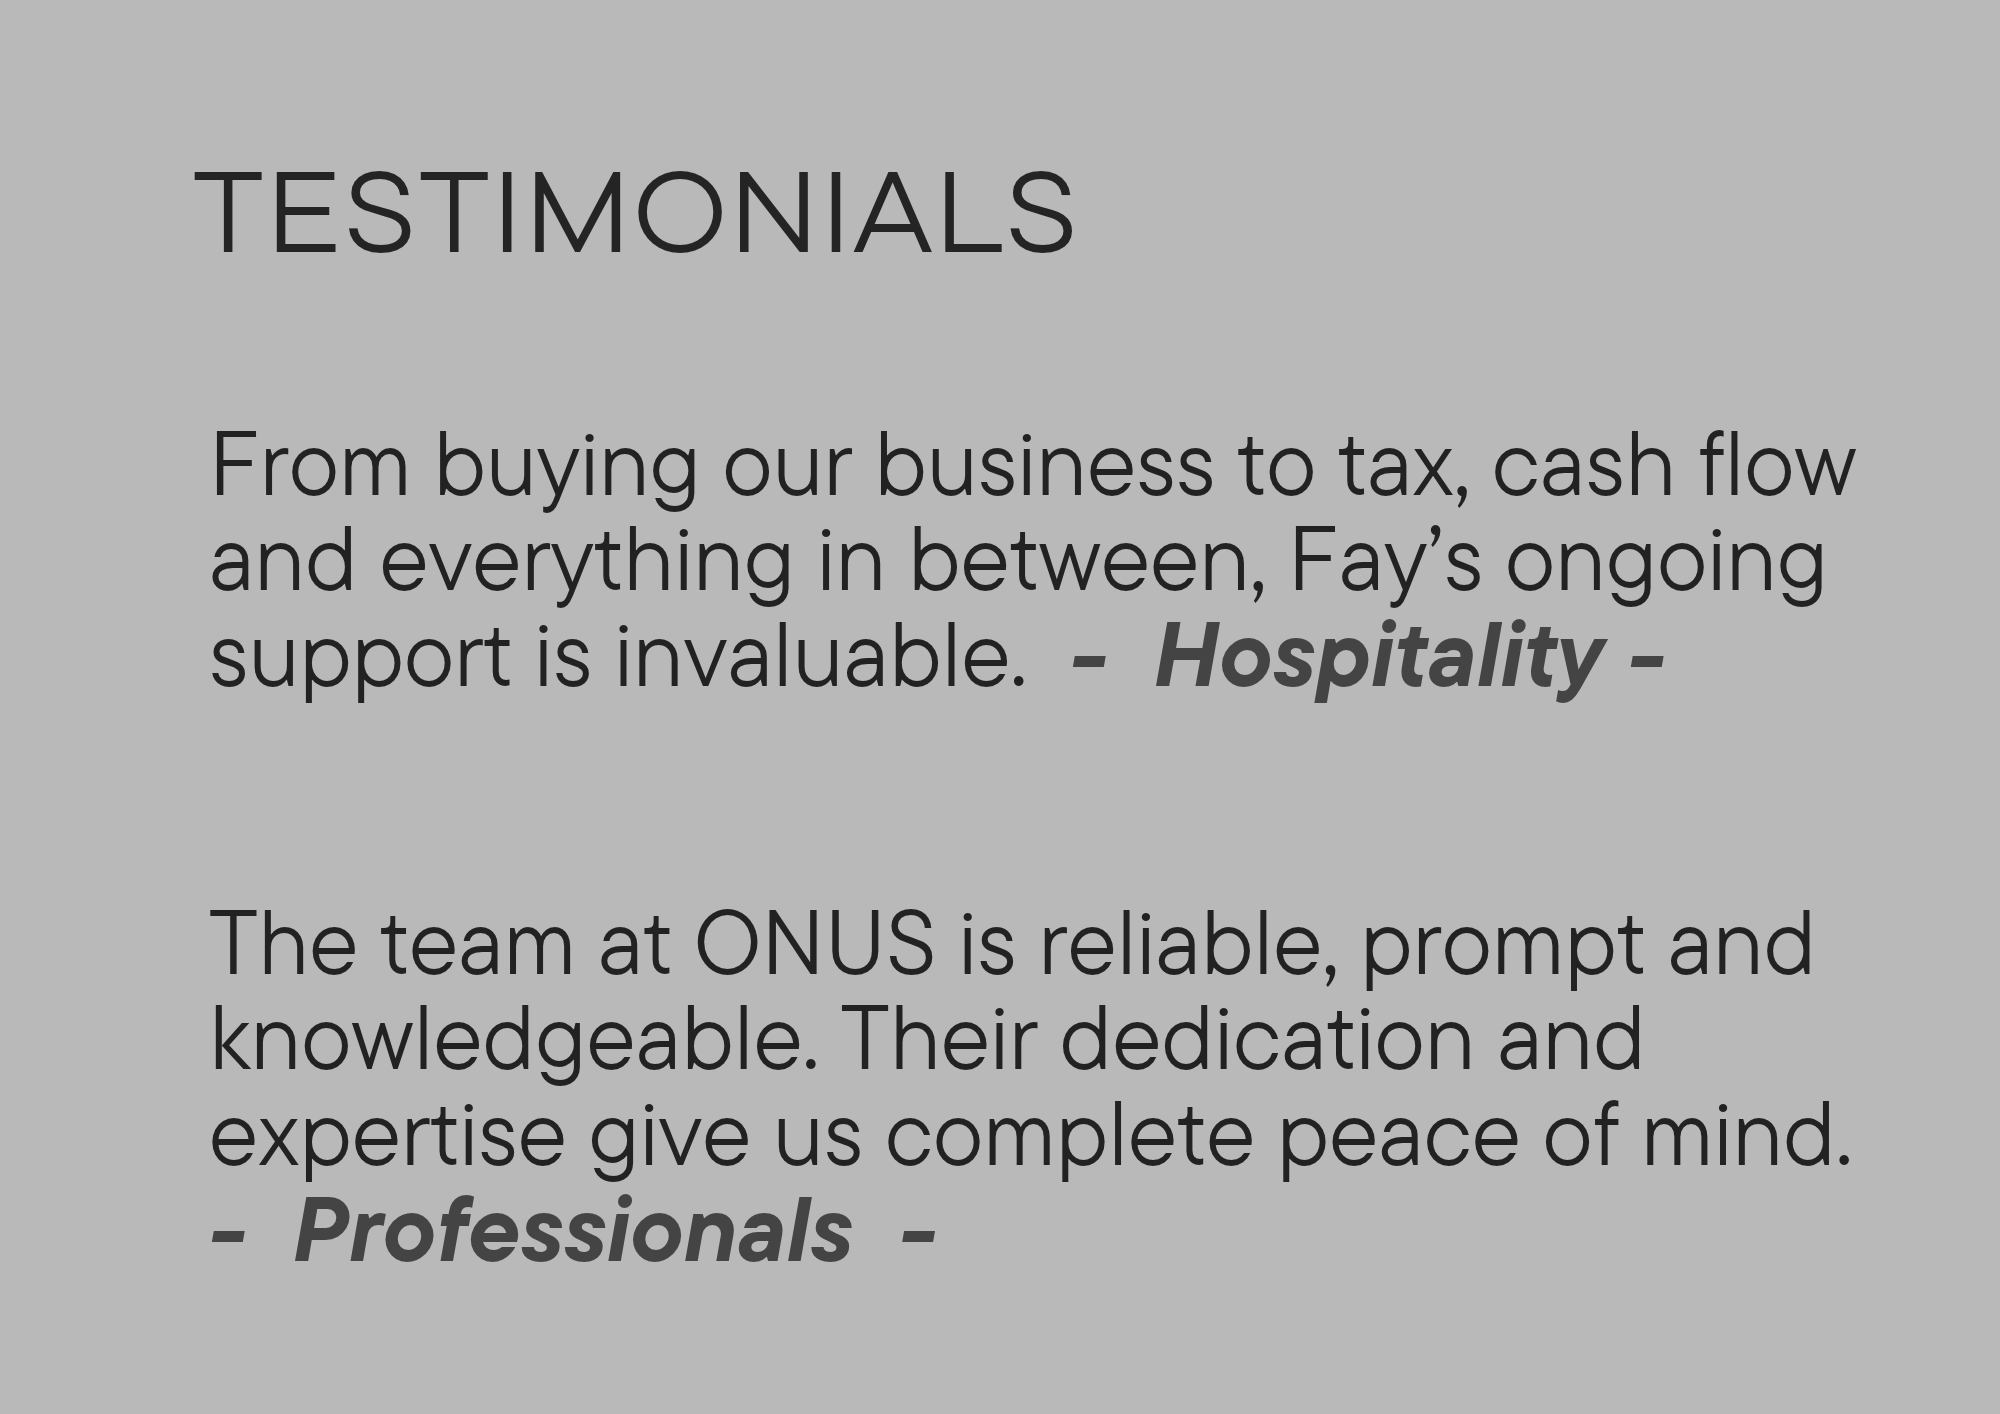 TESTIMONIALS
From buying our business to tax, cash flow
and everything in between, Fay’s ongoing
support is invaluable.  -  Hospitality -
The team at ONUS is reliable, prompt and
knowledgeable. Their dedication and
expertise give us complete peace of mind.
-  Professionals  -